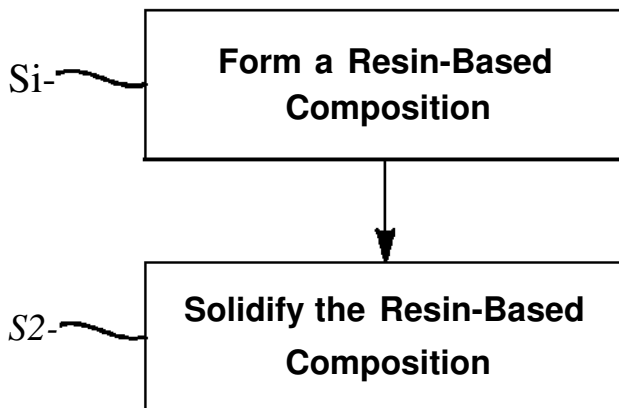 Si-
Form a Resin-Based
Composition
S2-
Solidify the Resin-Based
Composition